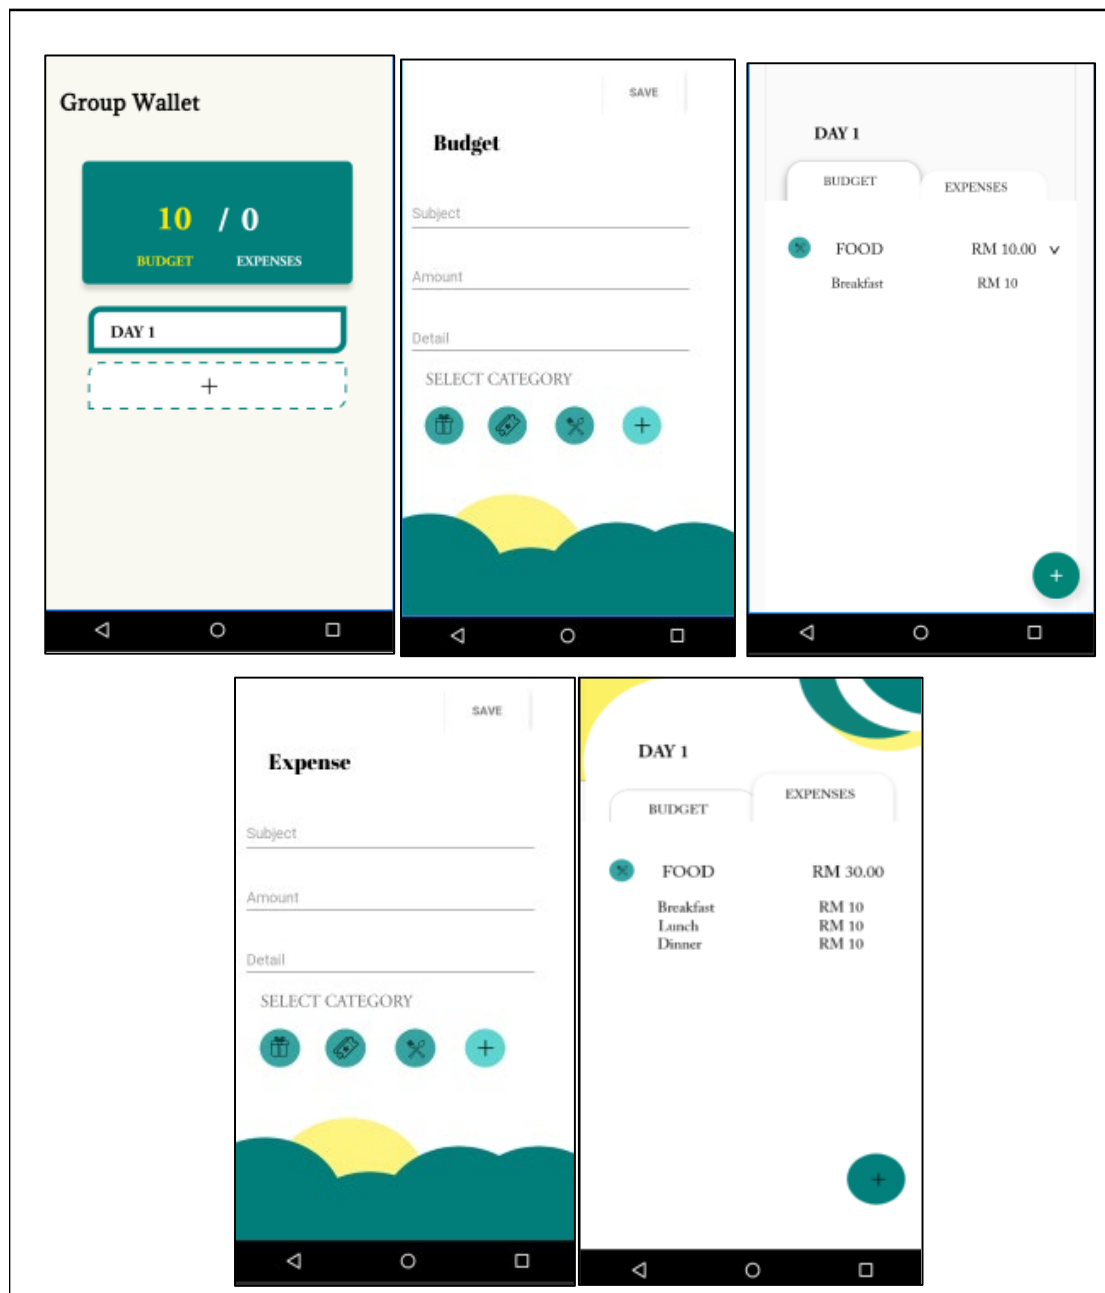 Group Wallet
10 / 0
BUDGET EXPENSES
DAY 1
+
SAVE
Budget
Subject
Amount
Detail
SELECT CATEGORY
+
DAY 1
BUDGET EXPENSES
FOOD RM 10.00
Breakfast RM 10
+
SAVE
Expense
Subject
Amount
Detail
SELECT CATEGORY
+
DAY 1
BUDGET EXPENSES
FOOD RM 30.00
Breakfast RM 10
Lunch RM 10
Dinner RM 10
+